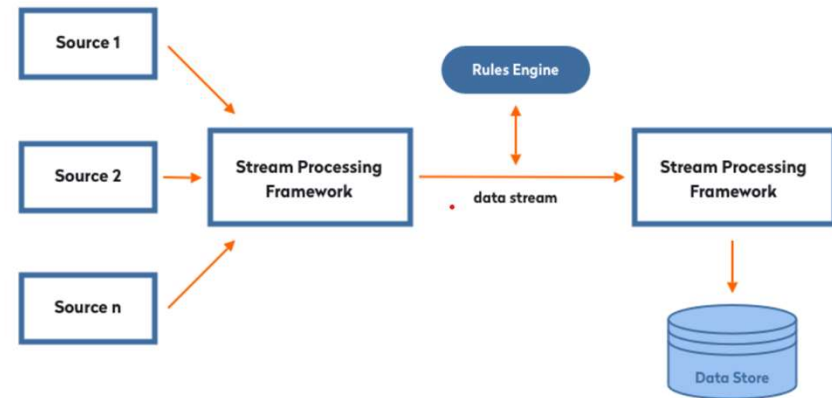 Source 1
Rules Engine
Source 2
Stream Processing
Framework
data stream
Stream Processing
Framework
Source n
Data Store